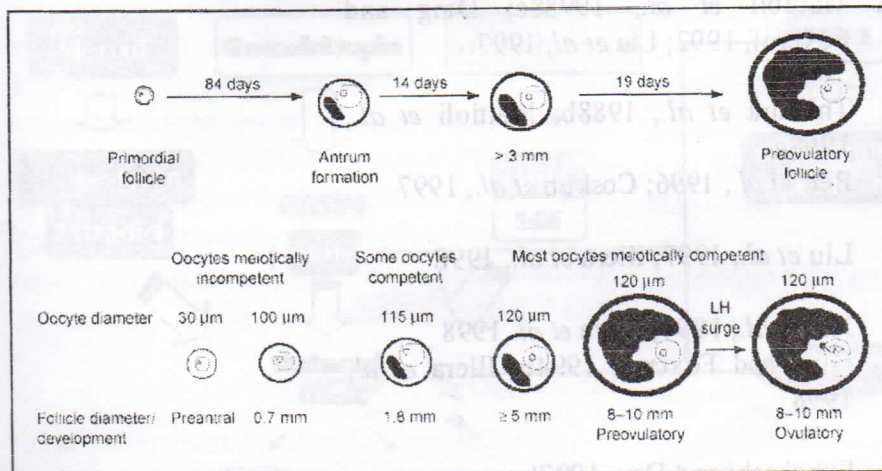 84 days
14 days
19 days
Primordial
follicle
Antrum
formation
> 3 mm
Preovulatory
follicle
Oocytes meiotically
incompetent
Some oocytes
competent
Most oocytes meiotically competent
Oocyte diameter
30 µm
100 µm
115 µm
120 µm
120 µm
LH
surge
120 µm
Follicle diameter/
development
Preantral
0.7 mm
1.8 mm
≥ 5 mm
8–10 mm
Preovulatory
8–10 mm
Ovulatory